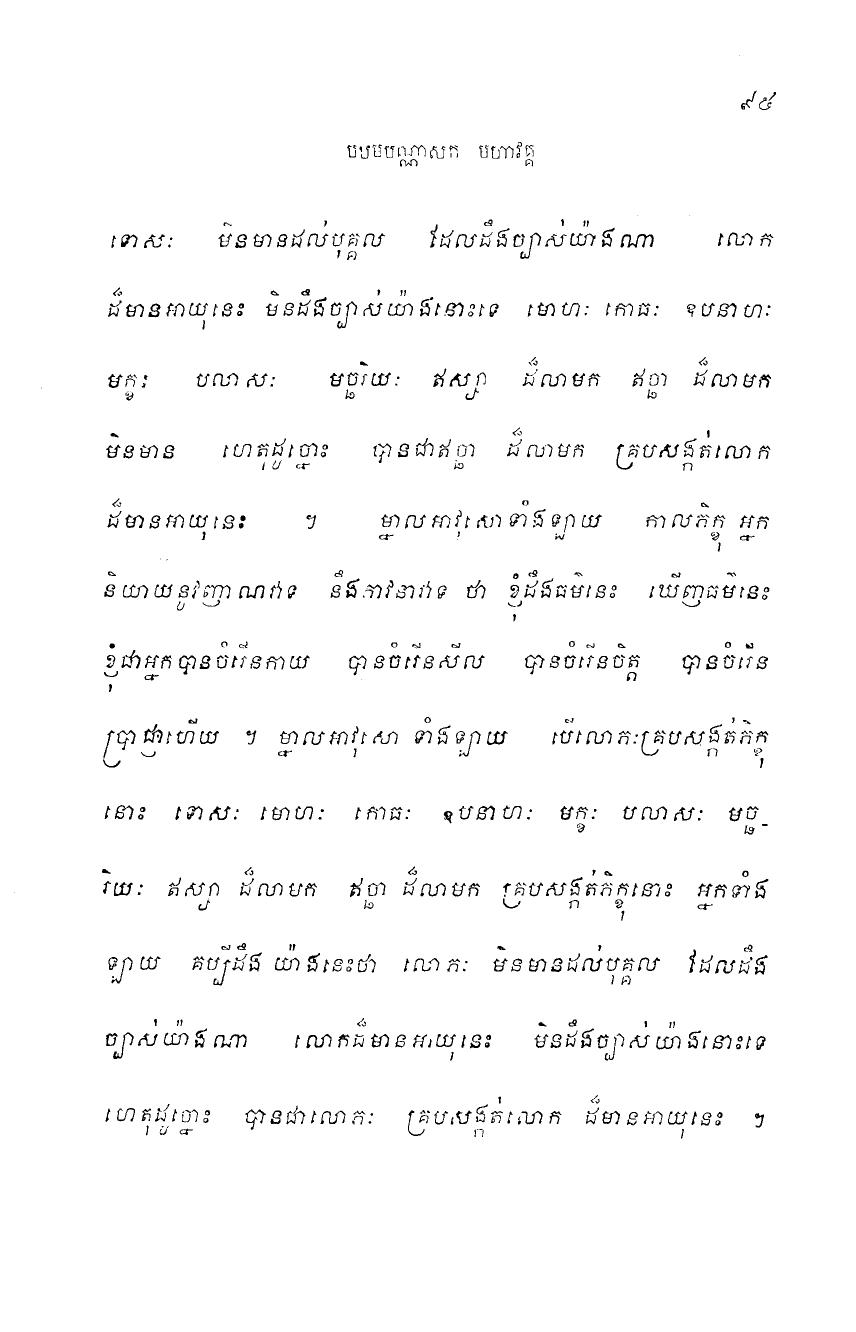 ៩៥
បឋមបណ្ណាសក មហាវគ្គ
ទោសៈ មិនមានដល់បុគ្គល ដែលដឹងច្បាស់យ៉ាងណា លោក
ដ៏មានអាយុនេះ មិនដឹងច្បាស់យ៉ាងនោះទេ មោហៈ កោធៈ ឧបនាហៈ
មក្ខៈ បលាសៈ មច្ឆរិយៈ ឥស្សា ដ៏លាមក ឥច្ឆា ដ៏លាមក
មិនមាន ហេតុដូច្នោះ បានជាឥច្ឆា ដ៏លាមក គ្របសង្កត់លោក
ដ៏មានអាយុនេះ ។ ម្នាលអាវុសោទាំងឡាយ កាលភិក្ខុ អ្នក
និយាយនូវញាណវាទ នឹងភាវនាវាទ ថា ខ្ញុំដឹងធម៌នេះ ឃើញធម៌នេះ
ខ្ញុំជាអ្នកបានចំរើនកាយ បានចំរើនសីល បានចំរើនចិត្ត បានចំរើន
ប្រាជ្ញាហើយ ។ ម្នាលអាវុសោ ទាំងឡាយ បើលោភៈគ្របសង្កត់ភិក្ខុ
នោះ ទោសៈ មោហៈ កោធៈ ឧបនាហៈ មក្ខៈ បលាសៈ មច្ឆ-
រិយៈ ឥស្សា ដ៏លាមក ឥច្ឆា ដ៏លាមក គ្របសង្កត់ភិក្ខុនោះ អ្នកទាំង
ឡាយ គប្បីដឹង យ៉ាងនេះថា លោភៈ មិនមានដល់បុគ្គល ដែលដឹង
ច្បាស់យ៉ាងណា លោកដ៏មានអាយុនេះ មិនដឹងច្បាស់យ៉ាងនោះទេ
ហេតុដូច្នោះ បានជាលោភៈ គ្របសង្កត់លោក ដ៏មានអាយុនេះ ។